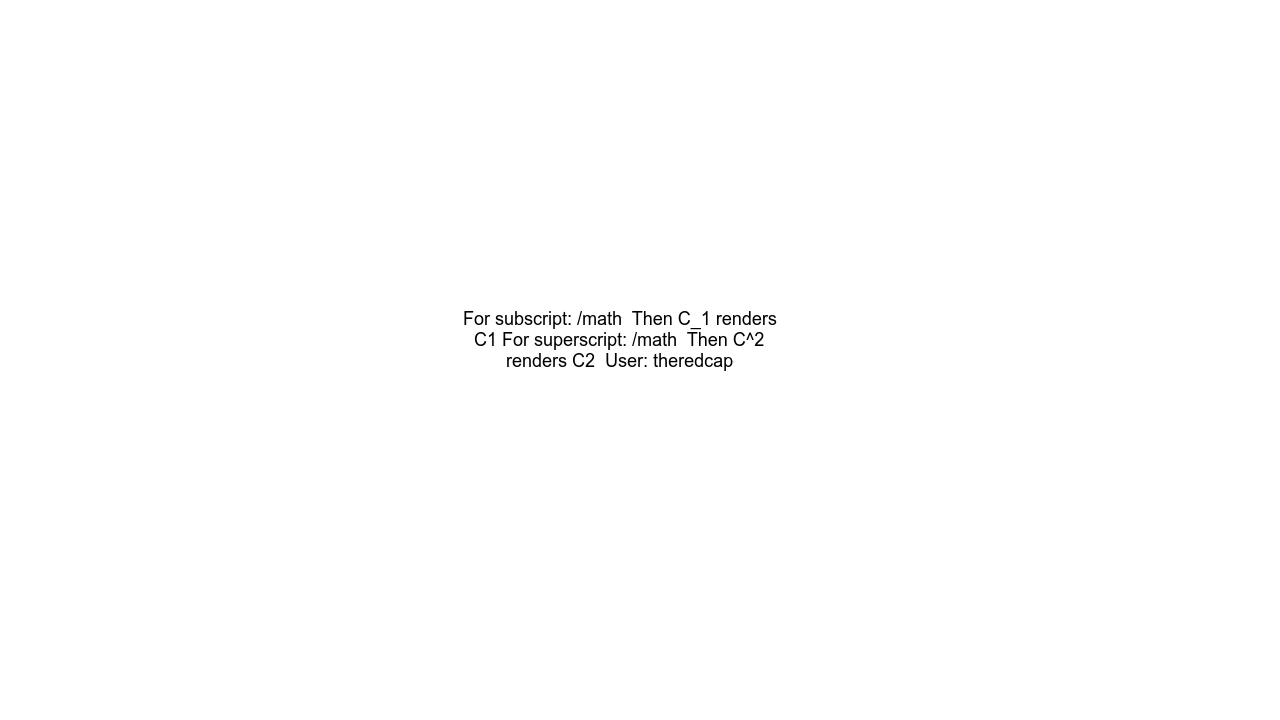 For subscript: /math  Then C_1 renders
C1 For superscript: /math  Then C^2
renders C2  User: theredcap